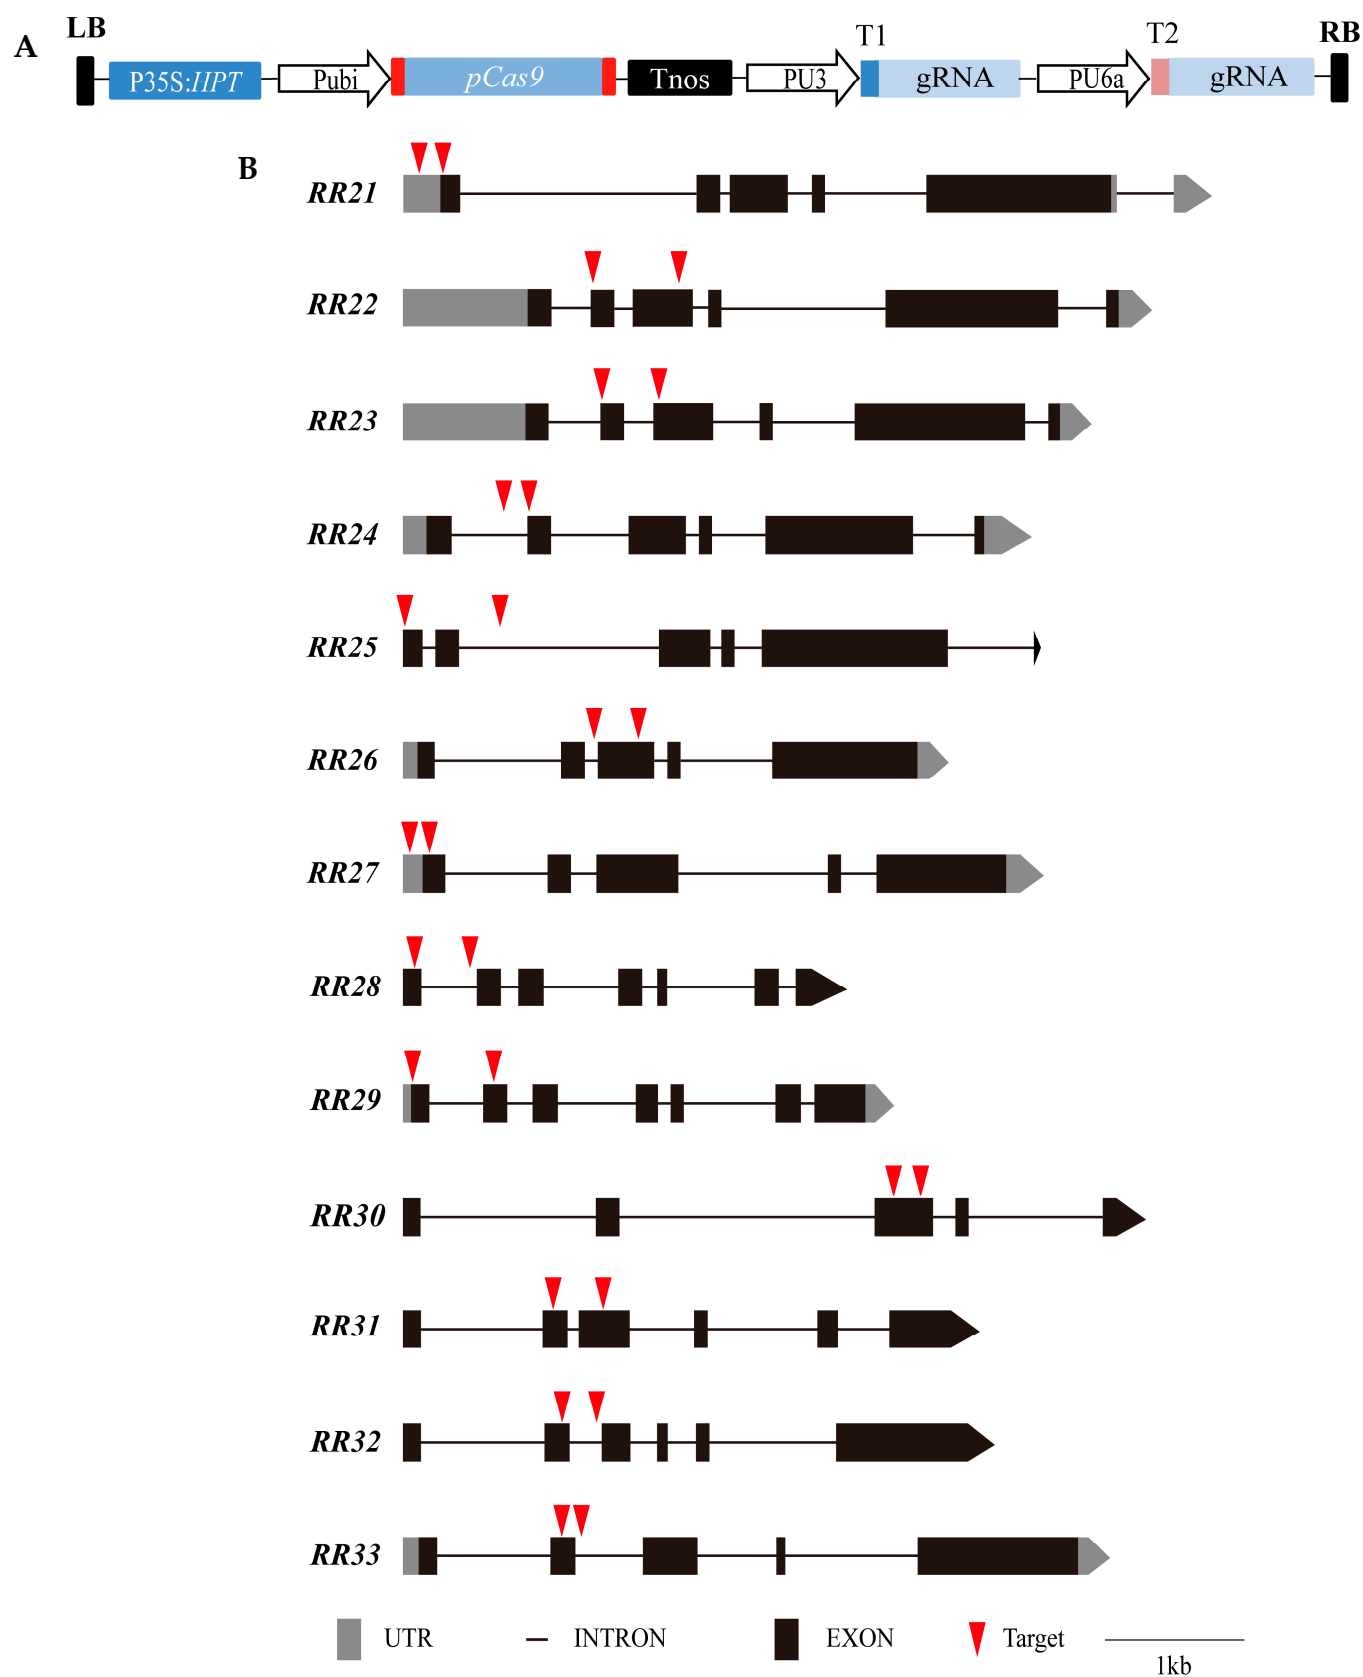 A
LB
P35S:HPT
Pubi
pCas9
Tnos
PU3
T1
gRNA
PU6a
T2
gRNA
RB
B
RR21
RR22
RR23
RR24
RR25
RR26
RR27
RR28
RR29
RR30
RR31
RR32
RR33
UTR
INTRON
EXON
Target
1kb